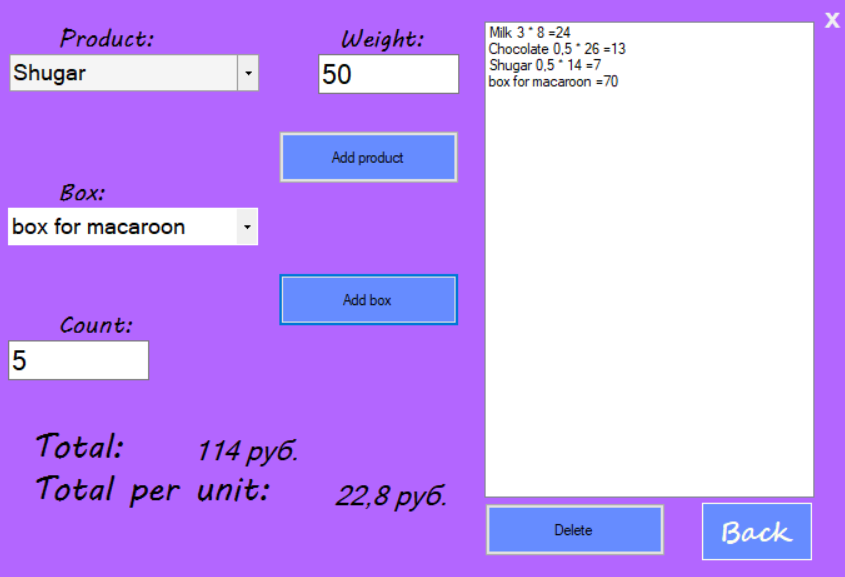 Product:
Shugar
Weight:
50
Add product
Box:
box for macaroon
Add box
Count:
5
Total: 114 руб.
Total per unit: 22,8 руб.
X
Milk 3 * 8 =24
Chocolate 0,5 * 26 =13
Shugar 0,5 * 14 =7
box for macaroon =70
Delete
Back